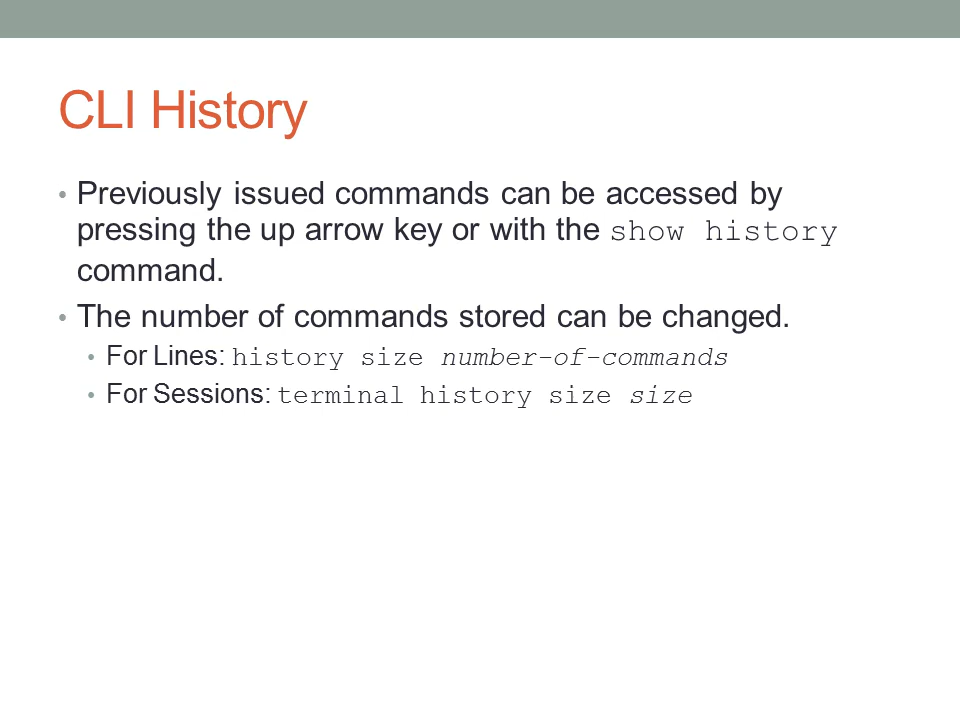 CLI History
• Previously issued commands can be accessed by
pressing the up arrow key or with the show history
command.
• The number of commands stored can be changed.
• For Lines: history size number-of-commands
• For Sessions: terminal history size size